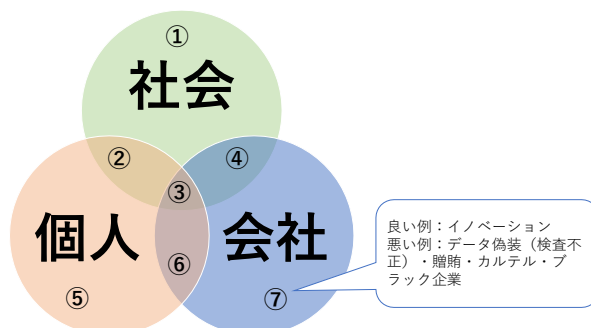 ①
社会
②
④
③
個人
会社
⑥
⑤
⑦
良い例：イノベーション
悪い例：データ偽装（検査不
正）・贈賄・カルテル・ブ
ラック企業